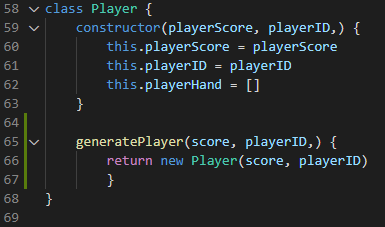 58 class Player {
59     constructor(playerScore, playerID,) {
60         this.playerScore = playerScore
61         this.playerID = playerID
62         this.playerHand = []
63     }
64
65     generatePlayer(score, playerID,) {
66         return new Player(score, playerID)
67         }
68 }
69